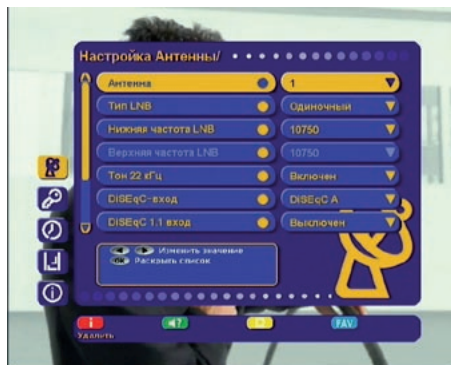 Настройка Антенны/
Антенна 1
Тип LNB Одиночный
Нижняя частота LNB 10750
Верхняя частота LNB 10750
Тон 22 кГц Включен
DiSEqC-вход DiSEqC A
DiSEqC 1.1 вход Выключен
Изменить значение
OK Раскрыть список
i ? FAV
Удалить